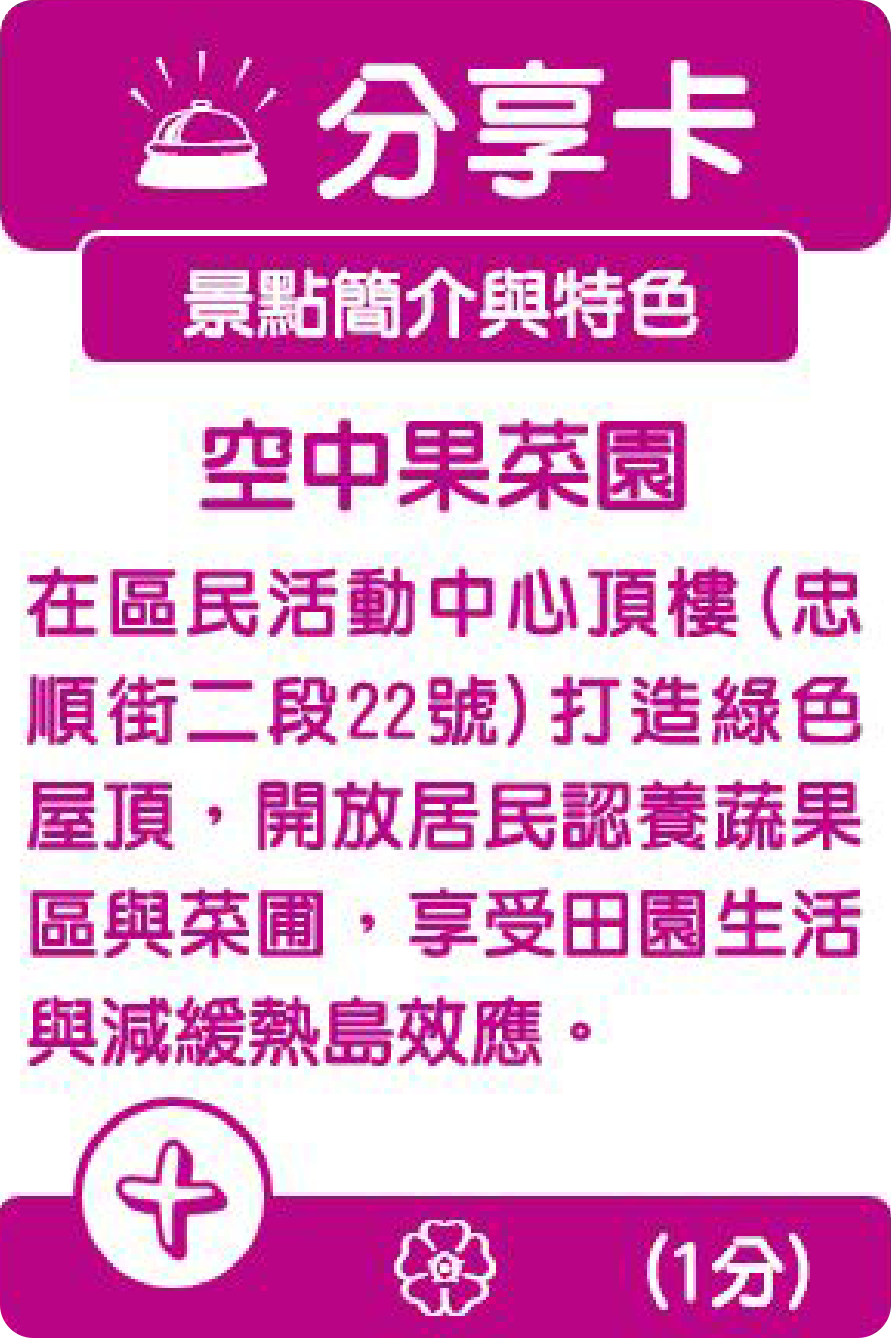 分享卡
景點簡介與特色
空中果菜園
在區民活動中心頂樓(忠
順街二段22號)打造綠色
屋頂，開放居民認養蔬果
區與菜圃，享受田園生活
與減緩熱島效應。
(1分)